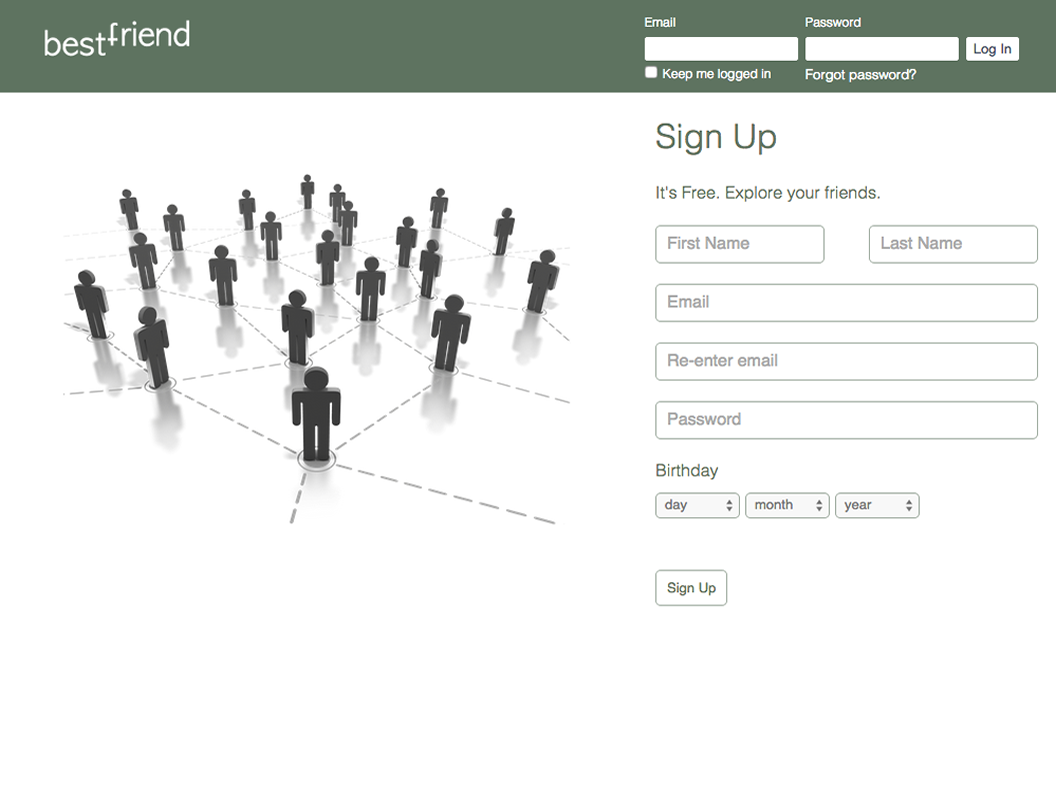 bestfriend
Email Password
Log In
Keep me logged in Forgot password?
Sign Up
It's Free. Explore your friends.
First Name Last Name
Email
Re-enter email
Password
Birthday
day month year
Sign Up